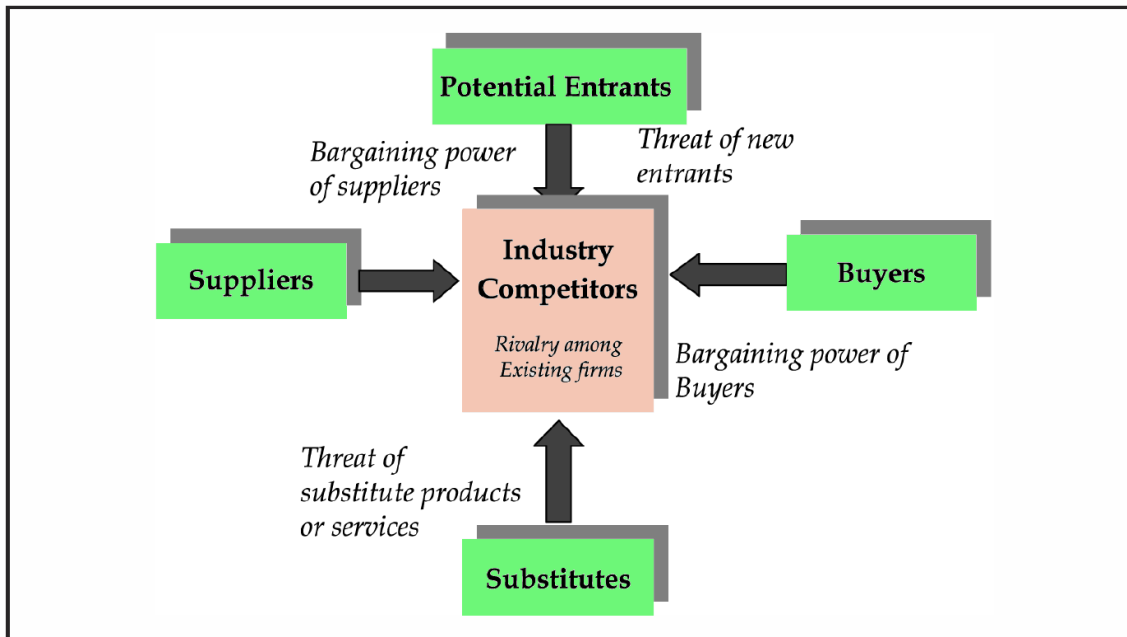 Potential Entrants
Bargaining power
of suppliers
Threat of new
entrants
Industry
Competitors
Rivalry among
Existing firms
Suppliers
Buyers
Bargaining power of
Buyers
Threat of
substitute products
or services
Substitutes